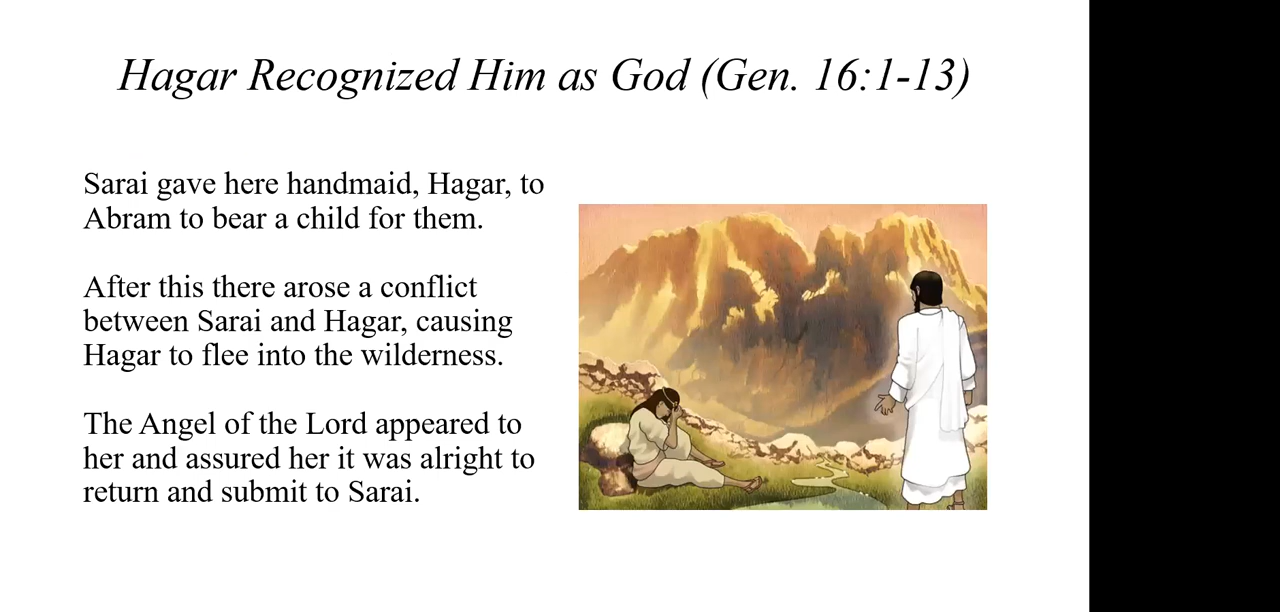 Hagar Recognized Him as God (Gen. 16:1-13)
Sarai gave here handmaid, Hagar, to
Abram to bear a child for them.
After this there arose a conflict
between Sarai and Hagar, causing
Hagar to flee into the wilderness.
The Angel of the Lord appeared to
her and assured her it was alright to
return and submit to Sarai.